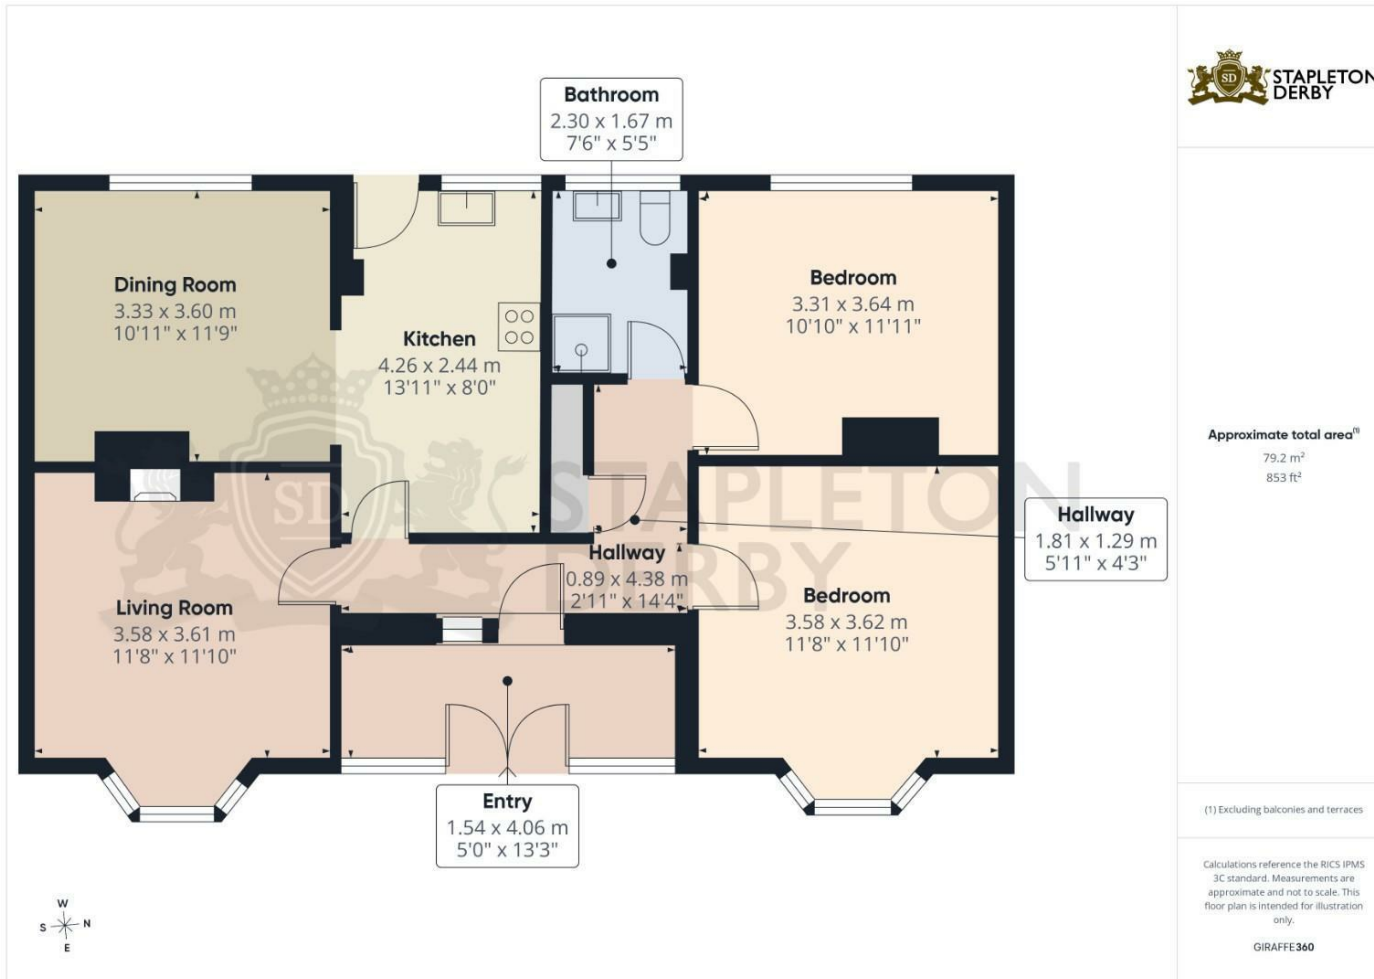 Bathroom
2.30 x 1.67 m
7'6" x 5'5"
SD
STAPLETON
DERBY
Dining Room
3.33 x 3.60 m
10'11" x 11'9"
Kitchen
4.26 x 2.44 m
13'11" x 8'0"
Bedroom
3.31 x 3.64 m
10'10" x 11'11"
Approximate total area(1)
79.2 m²
853 ft²
SD
STAPLETON
DERBY
Hallway
1.81 x 1.29 m
5'11" x 4'3"
Hallway
0.89 x 4.38 m
2'11" x 14'4"
Living Room
3.58 x 3.61 m
11'8" x 11'10"
Bedroom
3.58 x 3.62 m
11'8" x 11'10"
Entry
1.54 x 4.06 m
5'0" x 13'3"
(1) Excluding balconies and terraces
Calculations reference the RICS IPMS
3C standard. Measurements are
approximate and not to scale. This
floor plan is intended for illustration
only.
GIRAFFE360
W
S N
E